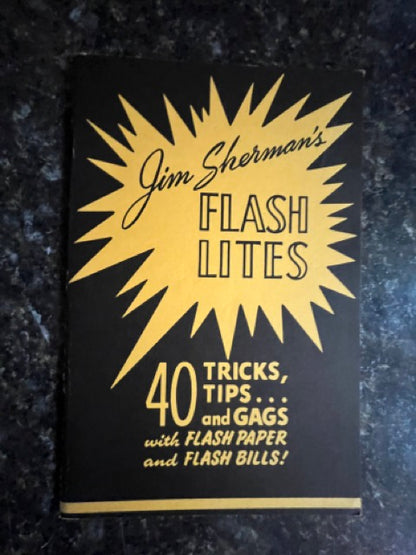 Jim Sherman's
FLASH
LITES
40 TRICKS,
TIPS...
and GAGS
with FLASH PAPER
and FLASH BILLS!